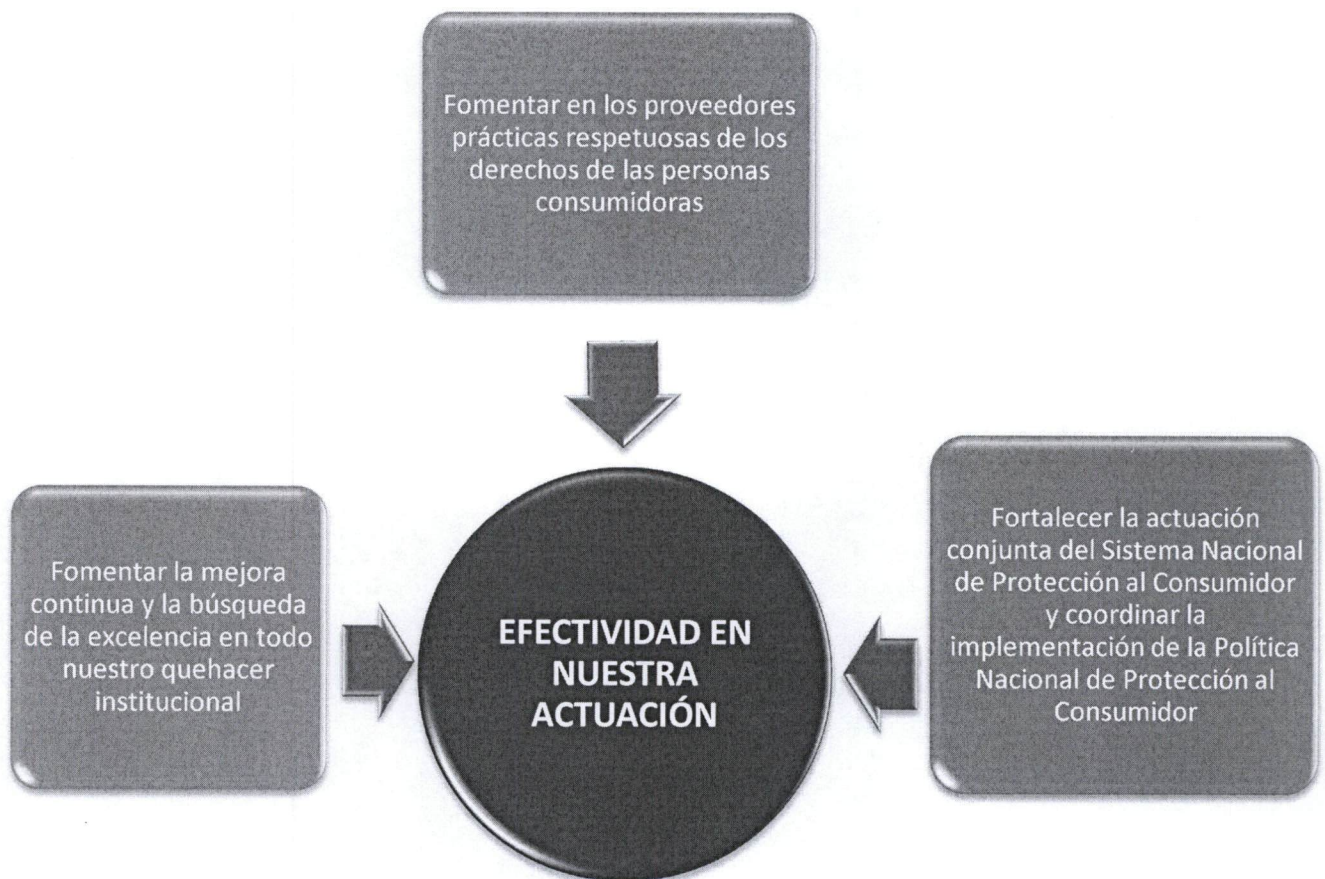 Fomentar en los proveedores
prácticas respetuosas de los
derechos de las personas
consumidoras
Fomentar la mejora
continua y la búsqueda
de la excelencia en todo
nuestro quehacer
institucional
EFECTIVIDAD EN
NUESTRA
ACTUACIÓN
Fortalecer la actuación
conjunta del Sistema Nacional
de Protección al Consumidor
y coordinar la
implementación de la Política
Nacional de Protección al
Consumidor